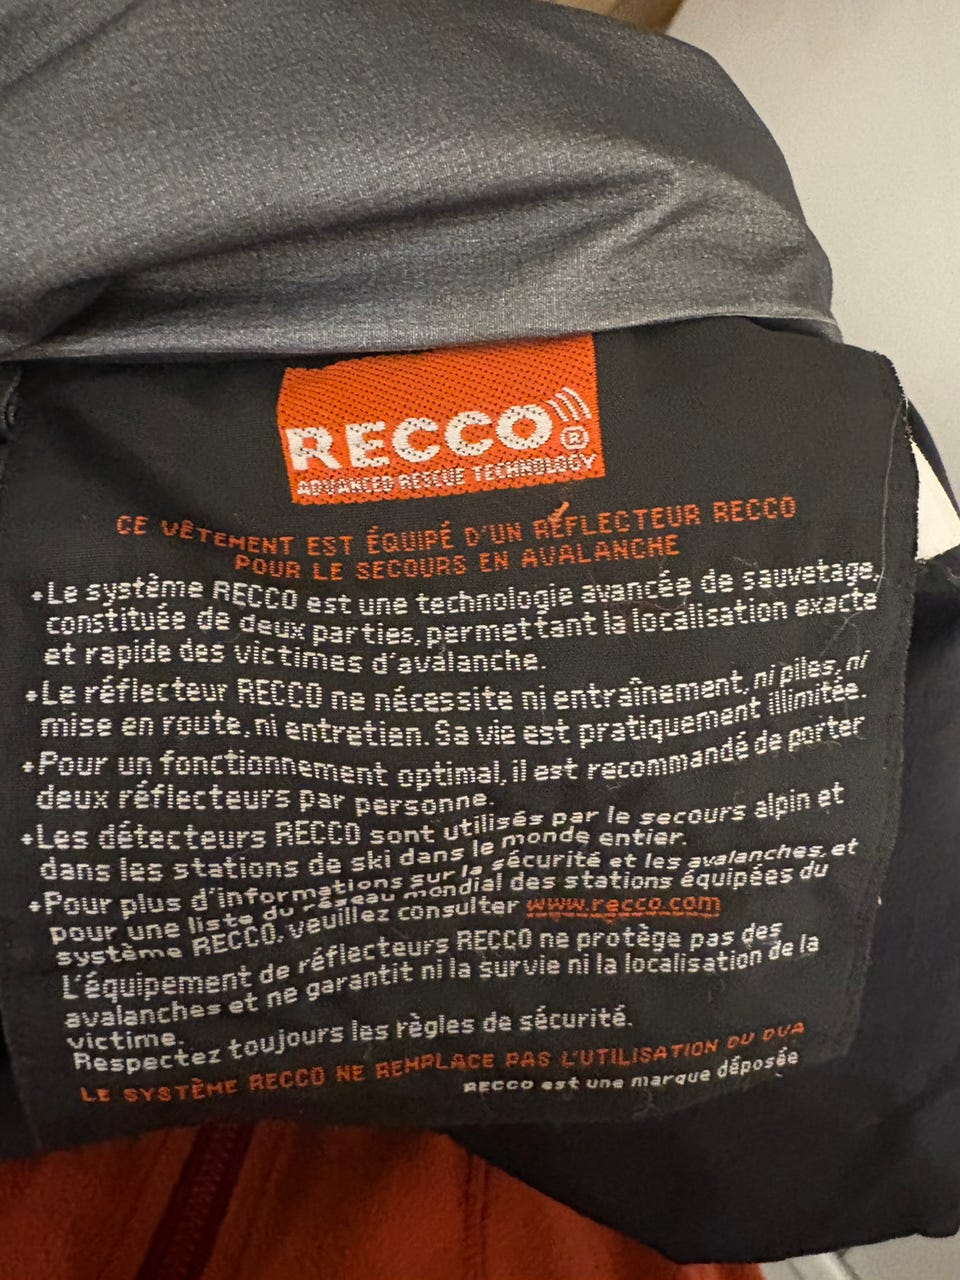 RECCO®
ADVANCED RESCUE TECHNOLOGY
CE VÊTEMENT EST ÉQUIPÉ D'UN RÉFLECTEUR RECCO
POUR LE SECOURS EN AVALANCHE
•Le système RECCO est une technologie avancée de sauvetage,
constituée de deux parties, permettant la localisation exacte
et rapide des victimes d'avalanche.
•Le réflecteur RECCO ne nécessite ni entraînement, ni piles, ni
mise en route, ni entretien. Sa vie est pratiquement illimitée.
•Pour un fonctionnement optimal, il est recommandé de porter
deux réflecteurs par personne.
•Les détecteurs RECCO sont utilisés par le secours alpin et
dans les stations de ski dans le monde entier.
•Pour plus d'informations sur la sécurité et les avalanches, et
pour une liste du réseau mondial des stations équipées du
système RECCO, veuillez consulter www.recco.com
L'équipement de réflecteurs RECCO ne protège pas des
avalanches et ne garantit ni la survie ni la localisation de la
victime.
Respectez toujours les règles de sécurité.
LE SYSTÈME RECCO NE REMPLACE PAS L'UTILISATION DU DVA
RECCO est une marque déposée